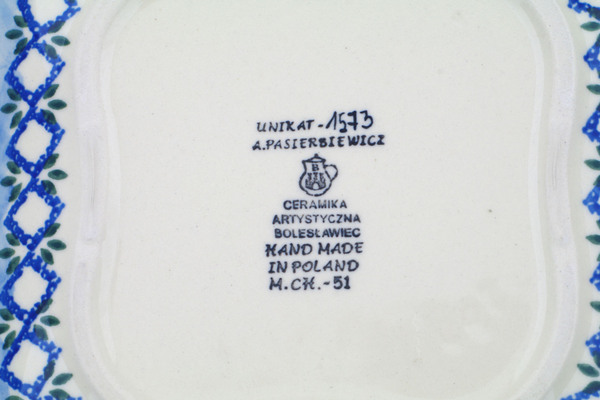 UNIKAT-1573
A.PASIERBIEWICZ
B
CERAMIKA
ARTYSTYCZNA
BOLESŁAWIEC
HAND MADE
IN POLAND
M.CH.-51